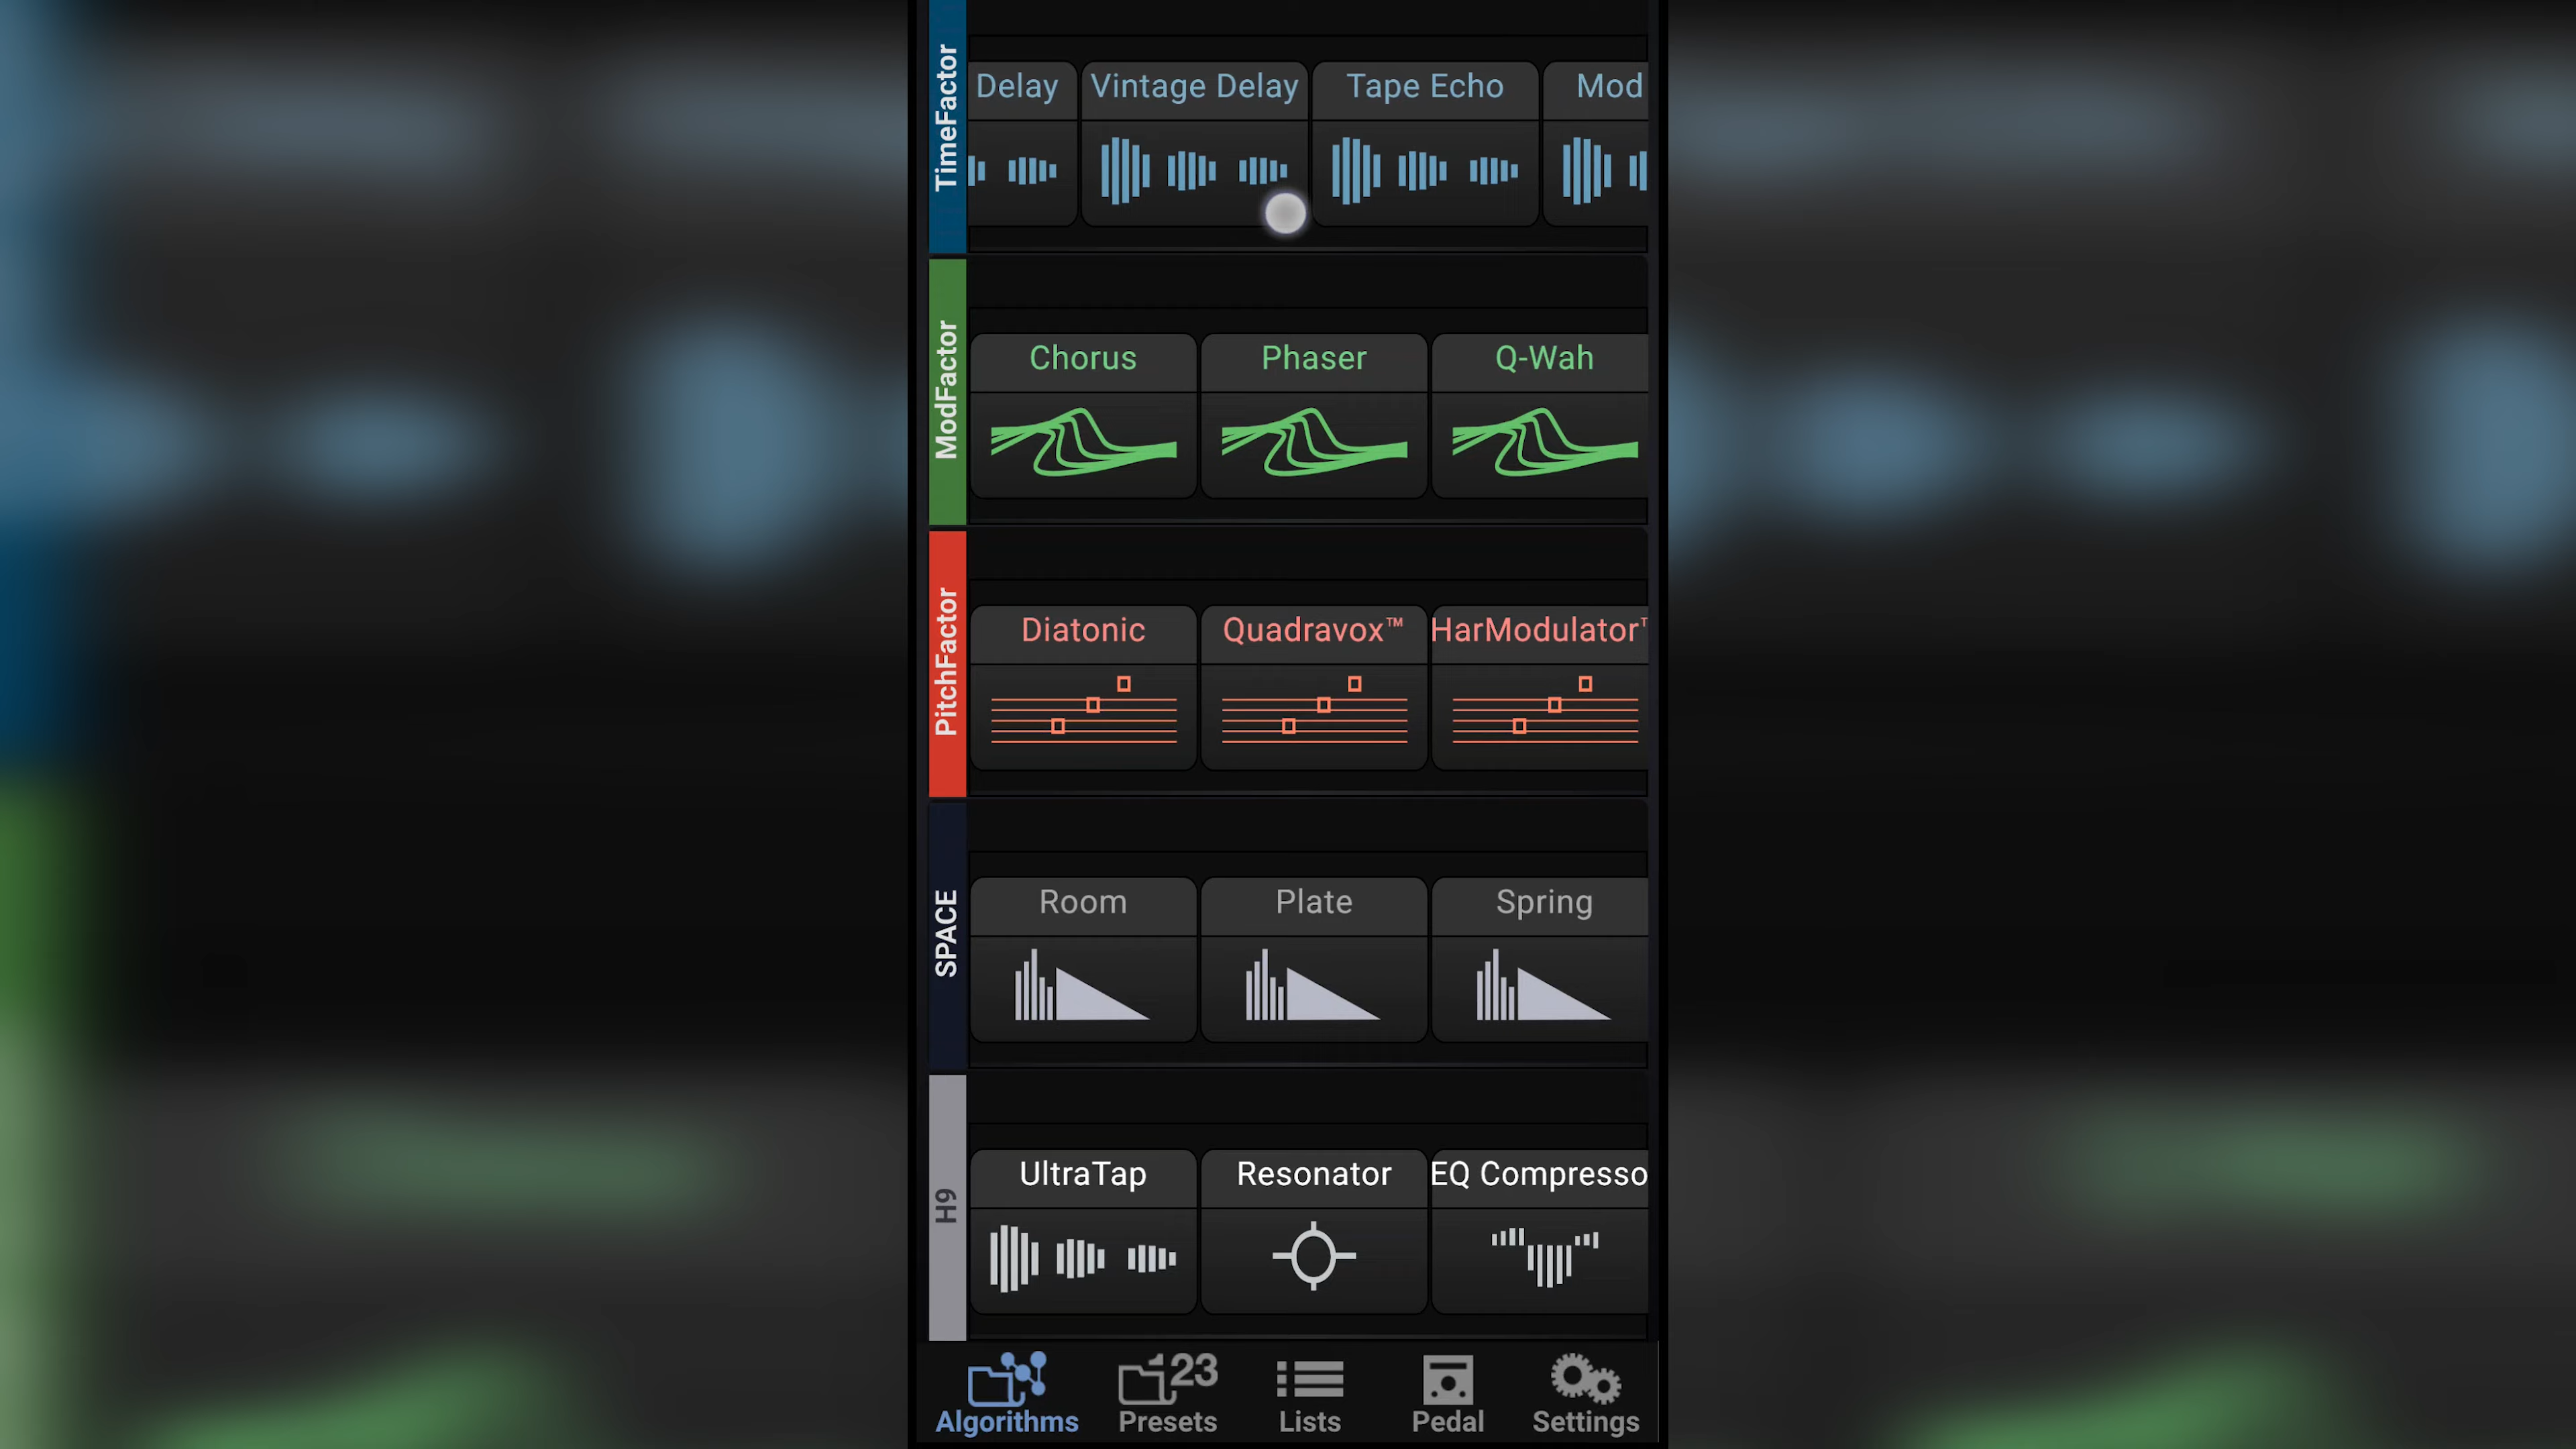 TimeFactor
Delay
Vintage Delay
Tape Echo
Mod
ModFactor
Chorus
Phaser
Q-Wah
PitchFactor
Diatonic
Quadravox™
HarModulator™
SPACE
Room
Plate
Spring
H9
UltraTap
Resonator
EQ Compresso
123
Algorithms
Presets
Lists
Pedal
Settings